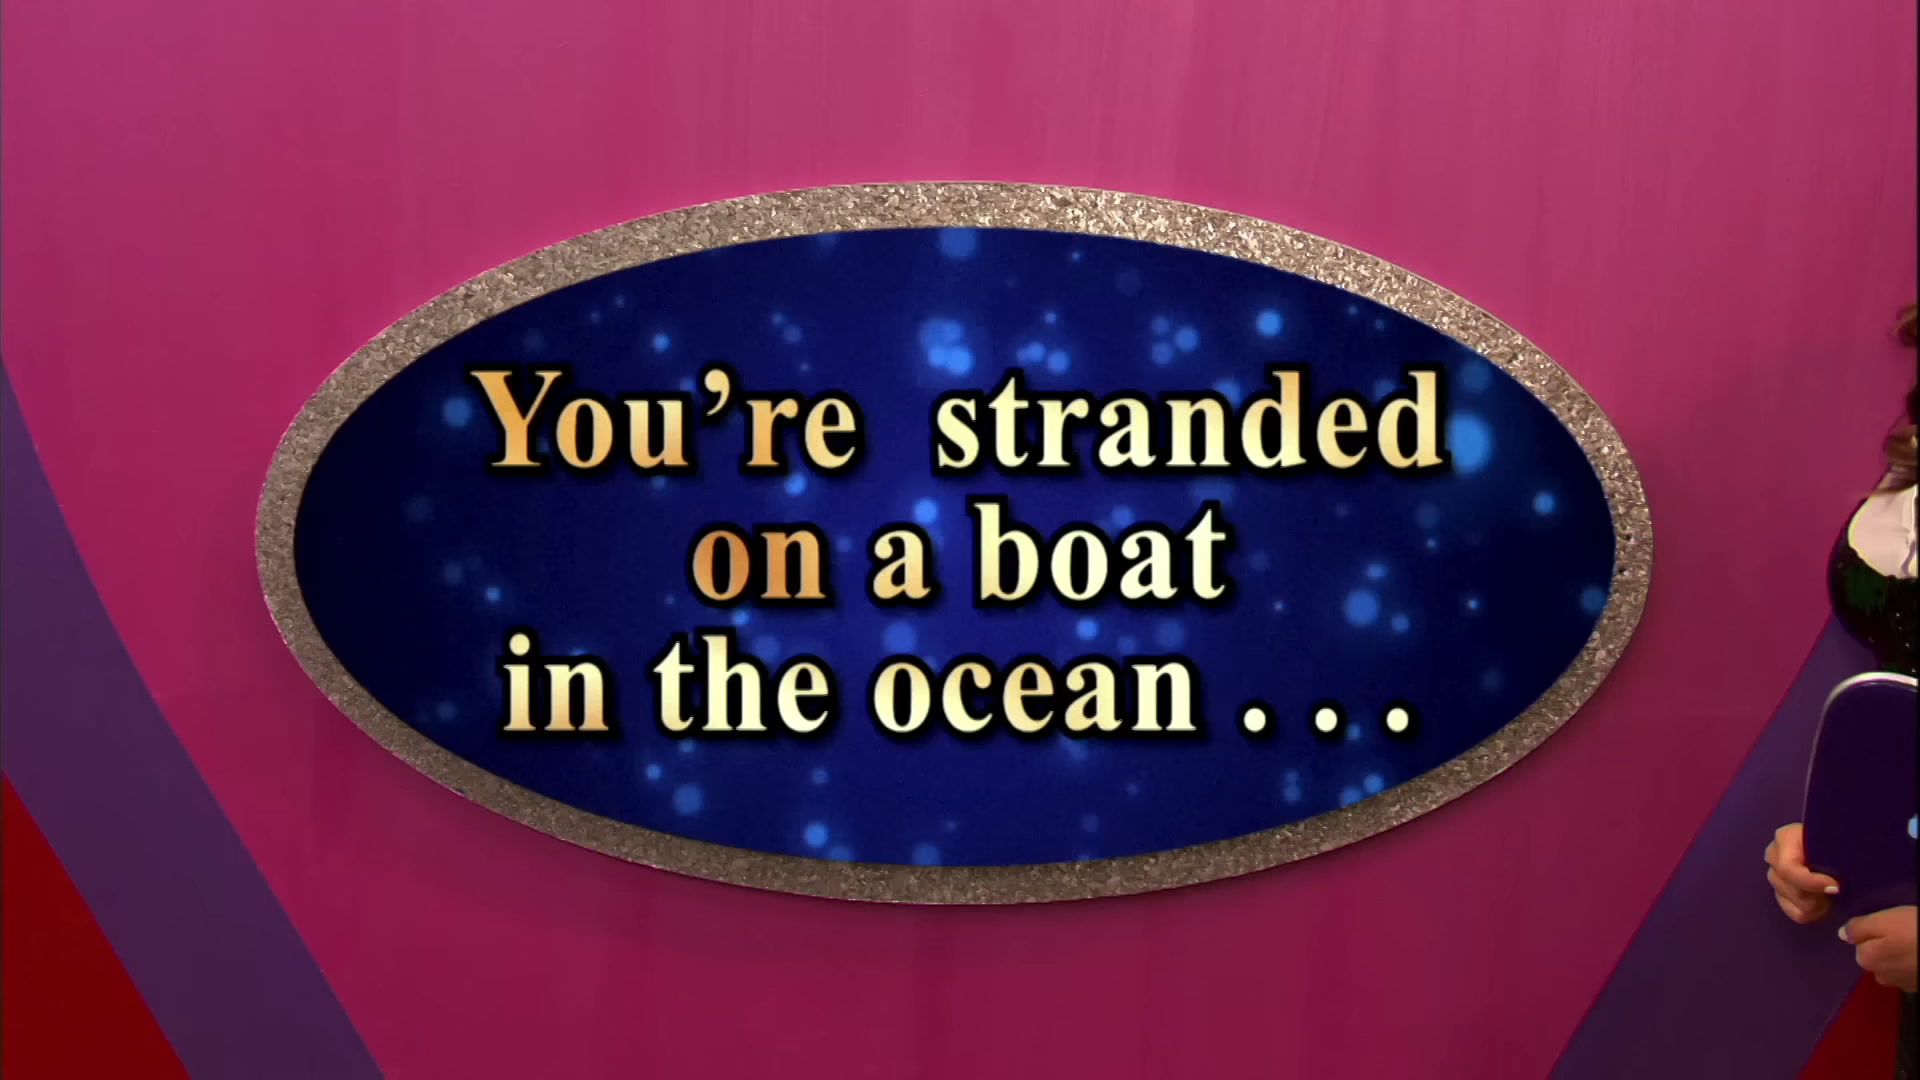 You’re stranded
on a boat
in the ocean . . .